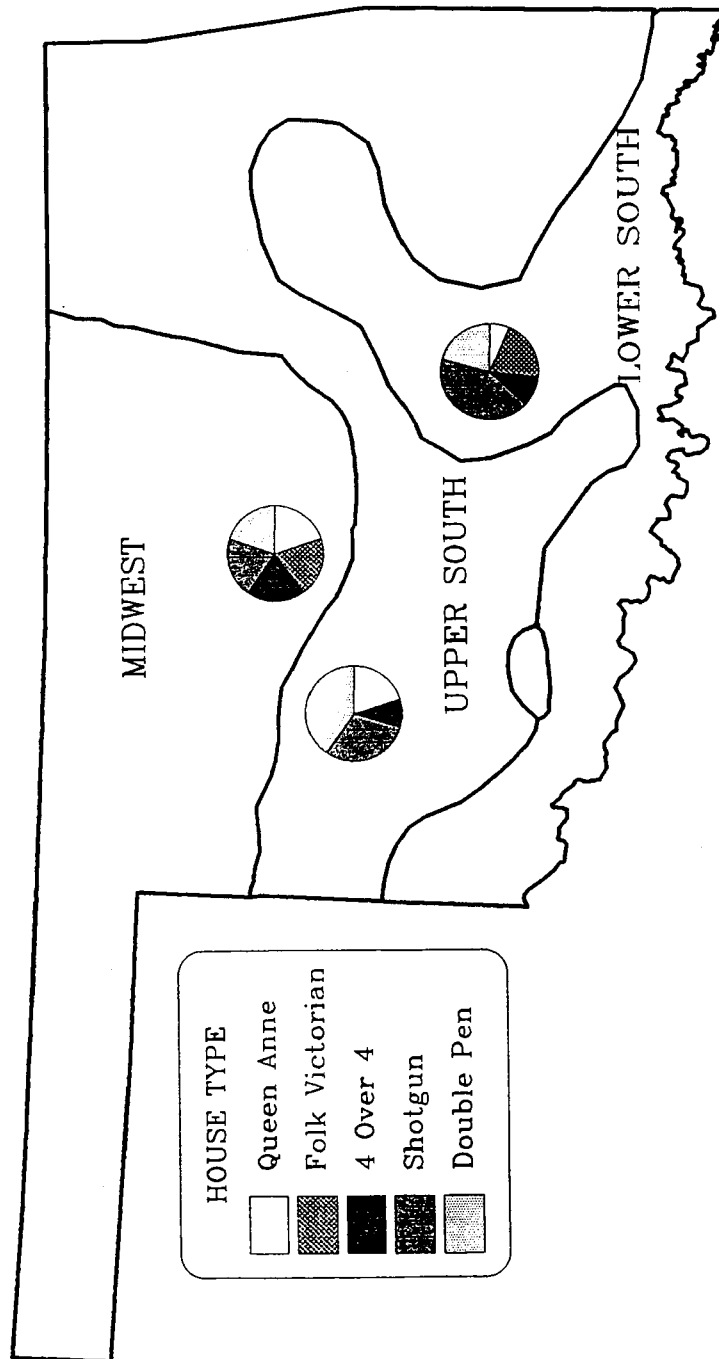 MIDWEST
UPPER SOUTH
LOWER SOUTH
HOUSE TYPE
Queen Anne
Folk Victorian
4 Over 4
Shotgun
Double Pen